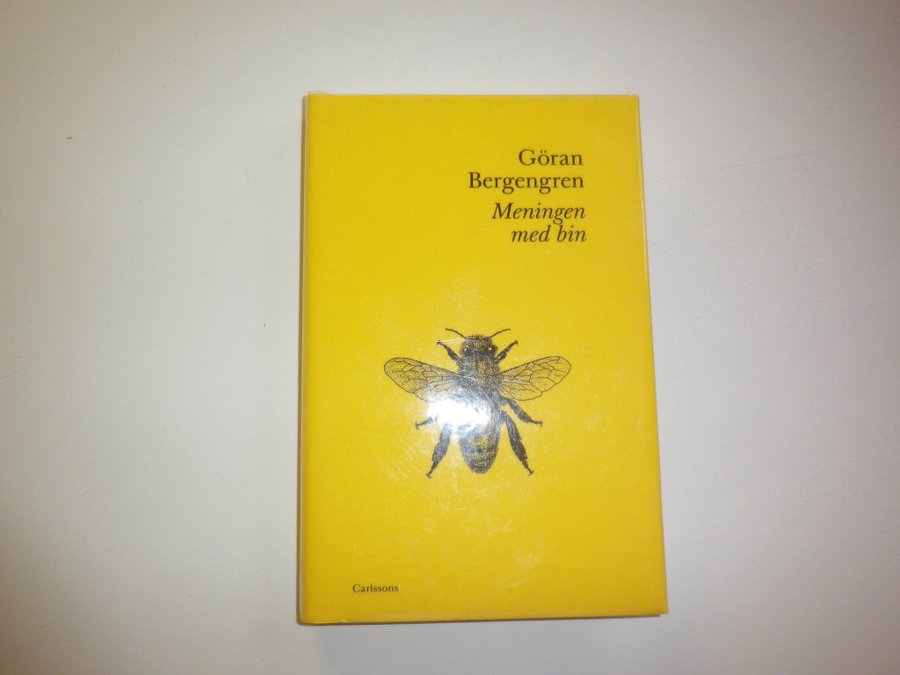 Göran
Bergengren
Meningen
med bin
Carlssons